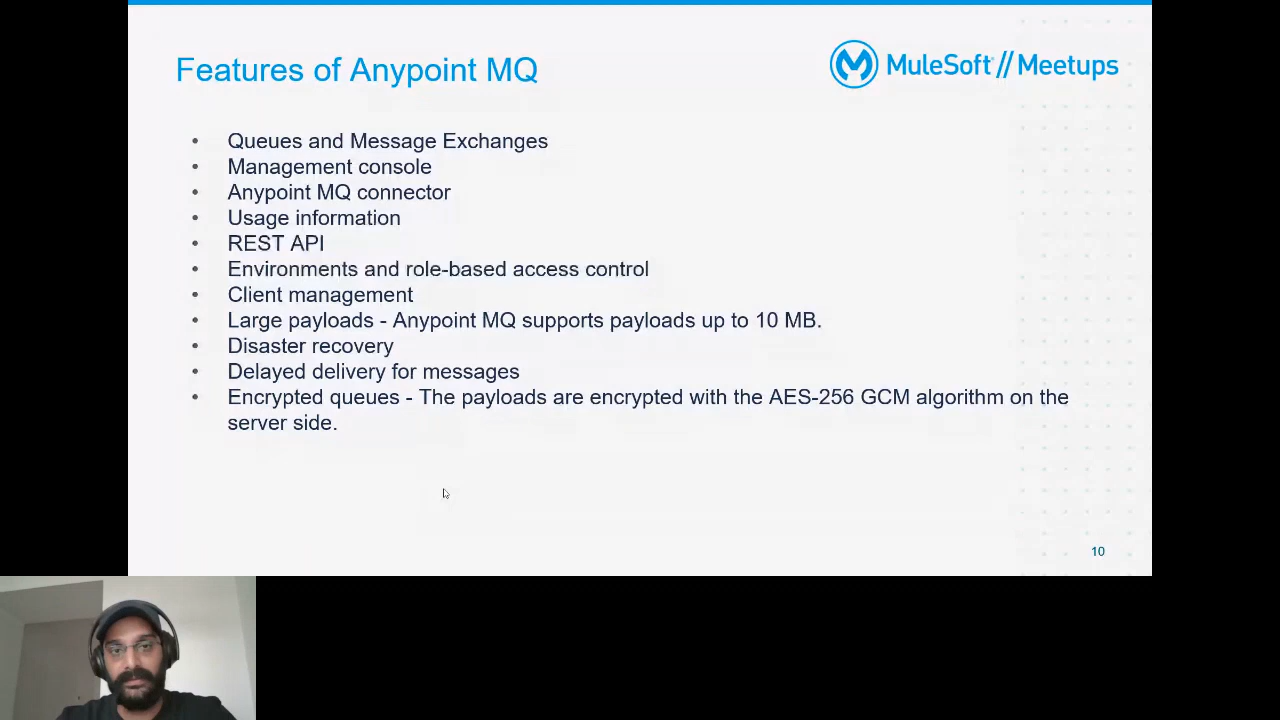 Features of Anypoint MQ
MuleSoft // Meetups
• Queues and Message Exchanges
• Management console
• Anypoint MQ connector
• Usage information
• REST API
• Environments and role-based access control
• Client management
• Large payloads - Anypoint MQ supports payloads up to 10 MB.
• Disaster recovery
• Delayed delivery for messages
• Encrypted queues - The payloads are encrypted with the AES-256 GCM algorithm on the
server side.
10